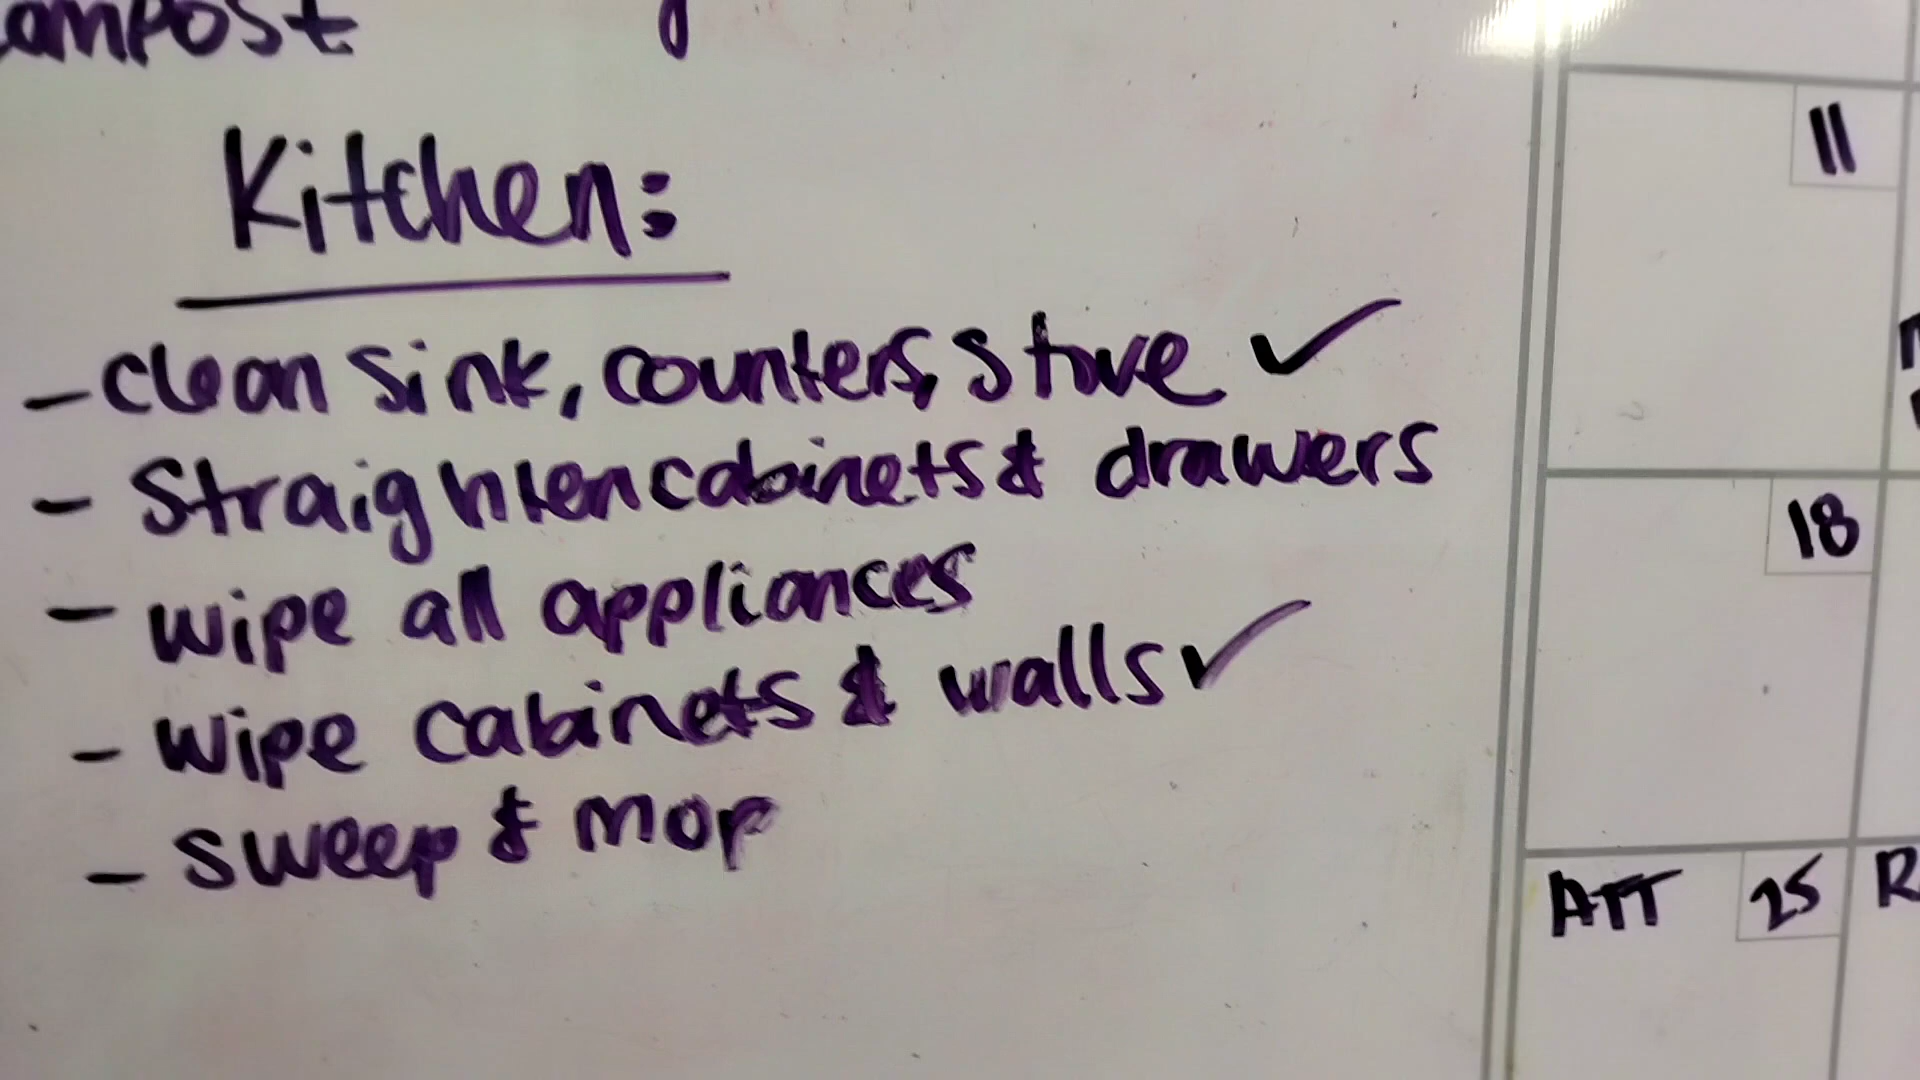 Kitchen:
- clean sink, counters, stove ✓
- Straighten cabinets & drawers
- wipe all appliances
- wipe cabinets & walls ✓
- sweep & mop
11
18
ATT 25 R